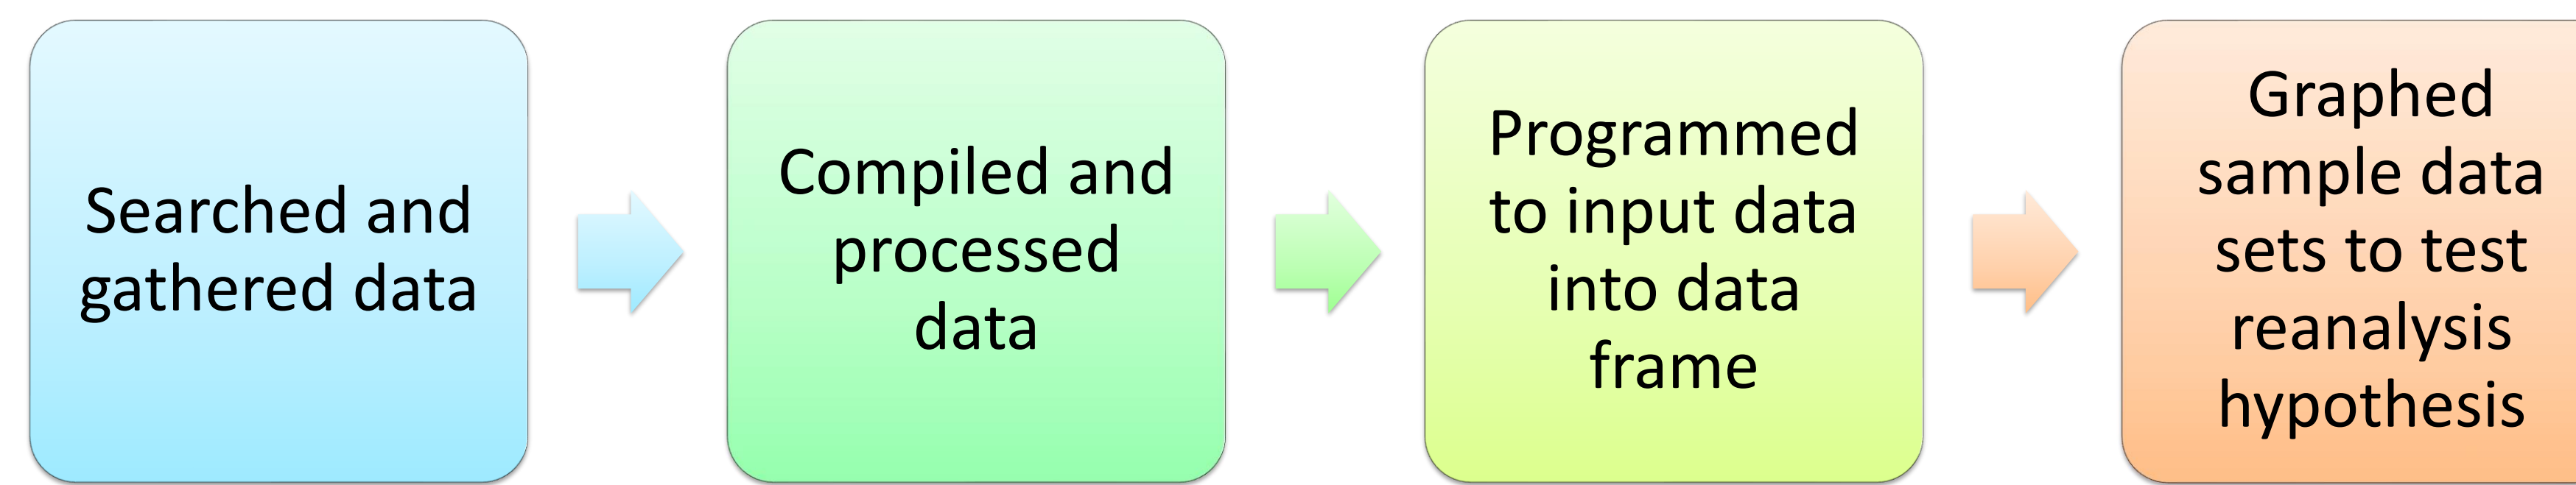 Searched and
gathered data
Compiled and
processed
data
Programmed
to input data
into data
frame
Graphed
sample data
sets to test
reanalysis
hypothesis